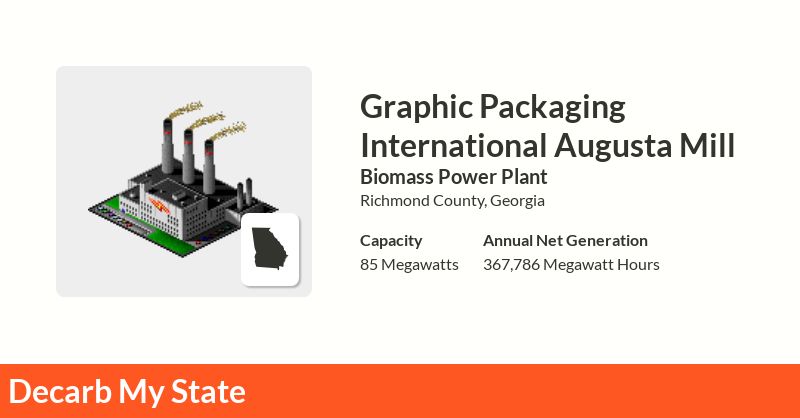 Graphic Packaging
International Augusta Mill
Biomass Power Plant
Richmond County, Georgia
Capacity
Annual Net Generation
85 Megawatts
367,786 Megawatt Hours
Decarb My State